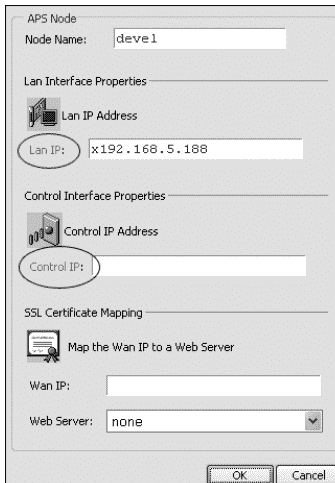 APS Node
Node Name: devel
Lan Interface Properties
Lan IP Address
Lan IP: x192.168.5.188
Control Interface Properties
Control IP Address
Control IP:
SSL Certificate Mapping
Map the Wan IP to a Web Server
Wan IP:
Web Server: none
OK Cancel